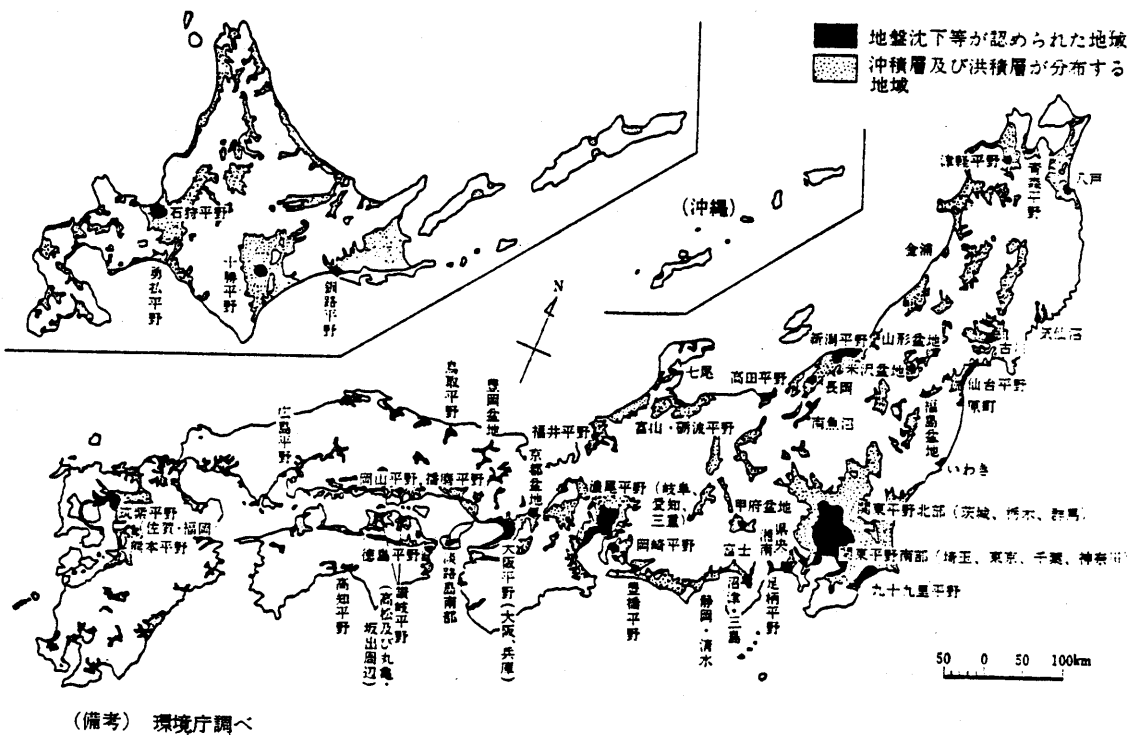 地盤沈下等が認められた地域
沖積層及び洪積層が分布する
地域
石狩平野
勇払平野
十勝平野
釧路平野
(沖縄)
N
津軽平野
青森平野
八戸
金浦
気仙沼
古川
新潟平野
山形盆地
米沢盆地
仙台平野
原町
福島盆地
長岡
南魚沼
高田平野
七尾
富山・砺波平野
福井平野
いわき
鳥取平野
豊岡盆地
広島平野
京都盆地
岡山平野
播磨平野
濃尾平野(岐阜、
愛知、
三重)
甲府盆地
関東平野北部(茨城、栃木、群馬)
関東平野南部(埼玉、東京、千葉、神奈川)
九十九里平野
県央
湘南
足柄平野
富士
沼津・三島
静岡・清水
岡崎平野
豊橋平野
大阪平野(大阪、兵庫)
淡路島南部
徳島平野
讃岐平野
(高松及び丸亀・
坂出周辺)
高知平野
筑紫平野
佐賀・福岡
熊本平野
50 0 50 100km
(備考) 環境庁調べ